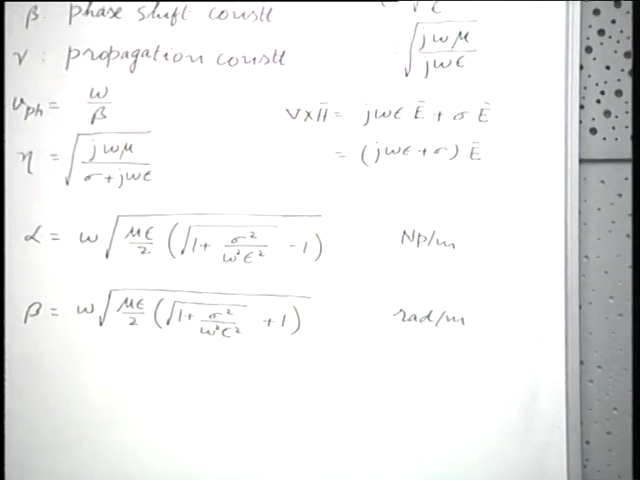 β: phase shift constt
γ: propagation constt
√(jωμ / jωϵ)
v_ph = ω/β
∇×H̄ = jωϵ Ē + σ Ē
η = √(jωμ / (σ+jωϵ))
= (jωϵ+σ) Ē
α = ω √(μϵ/2 (√(1+ σ²/ω²ϵ²) -1)) Np/m
β = ω √(μϵ/2 (√(1+ σ²/ω²ϵ²) +1)) rad/m